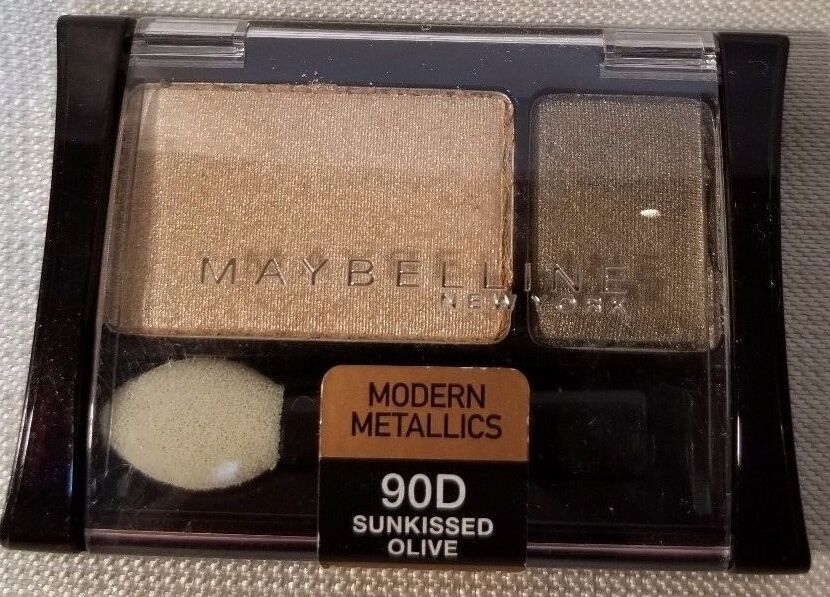 MAYBELLINE
NEW YORK
MODERN
METALLICS
90D
SUNKISSED
OLIVE